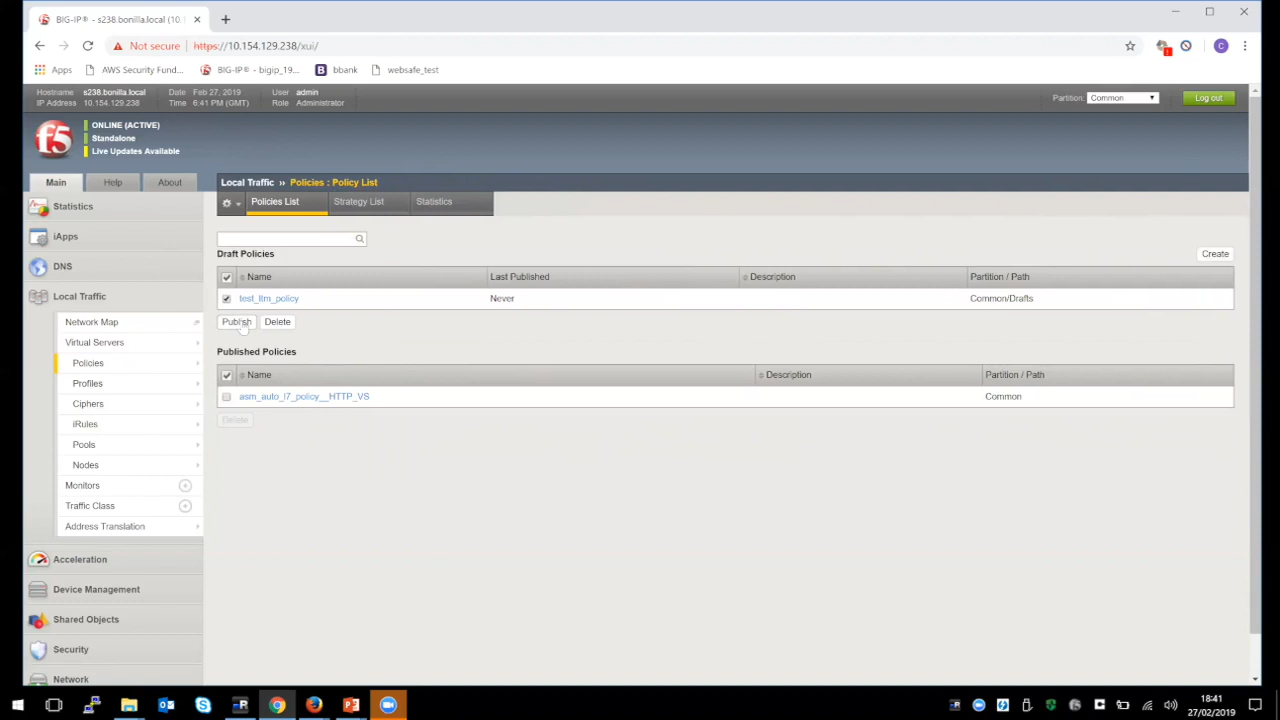 BIG-IP® - s238.bonilla.local (10.
Not secure https://10.154.129.238/xui/
C
Apps AWS Security Fund... BIG-IP® - bigip_19... B bbank websafe_test
Hostname s238.bonilla.local Date Feb 27, 2019 User admin
IP Address 10.154.129.238 Time 6:41 PM (GMT) Role Administrator
Partition: Common Log out
f5
ONLINE (ACTIVE)
Standalone
Live Updates Available
Main Help About
Local Traffic ›› Policies : Policy List
Policies List Strategy List Statistics
Statistics
iApps
DNS
Local Traffic
Network Map
Virtual Servers
Policies
Profiles
Ciphers
iRules
Pools
Nodes
Monitors
Traffic Class
Address Translation
Acceleration
Device Management
Shared Objects
Security
Network
Draft Policies
Create
Name Last Published Description Partition / Path
test_ltm_policy Never Common/Drafts
Publish Delete
Published Policies
Name Description Partition / Path
asm_auto_l7_policy__HTTP_VS Common
Delete
18:41
27/02/2019